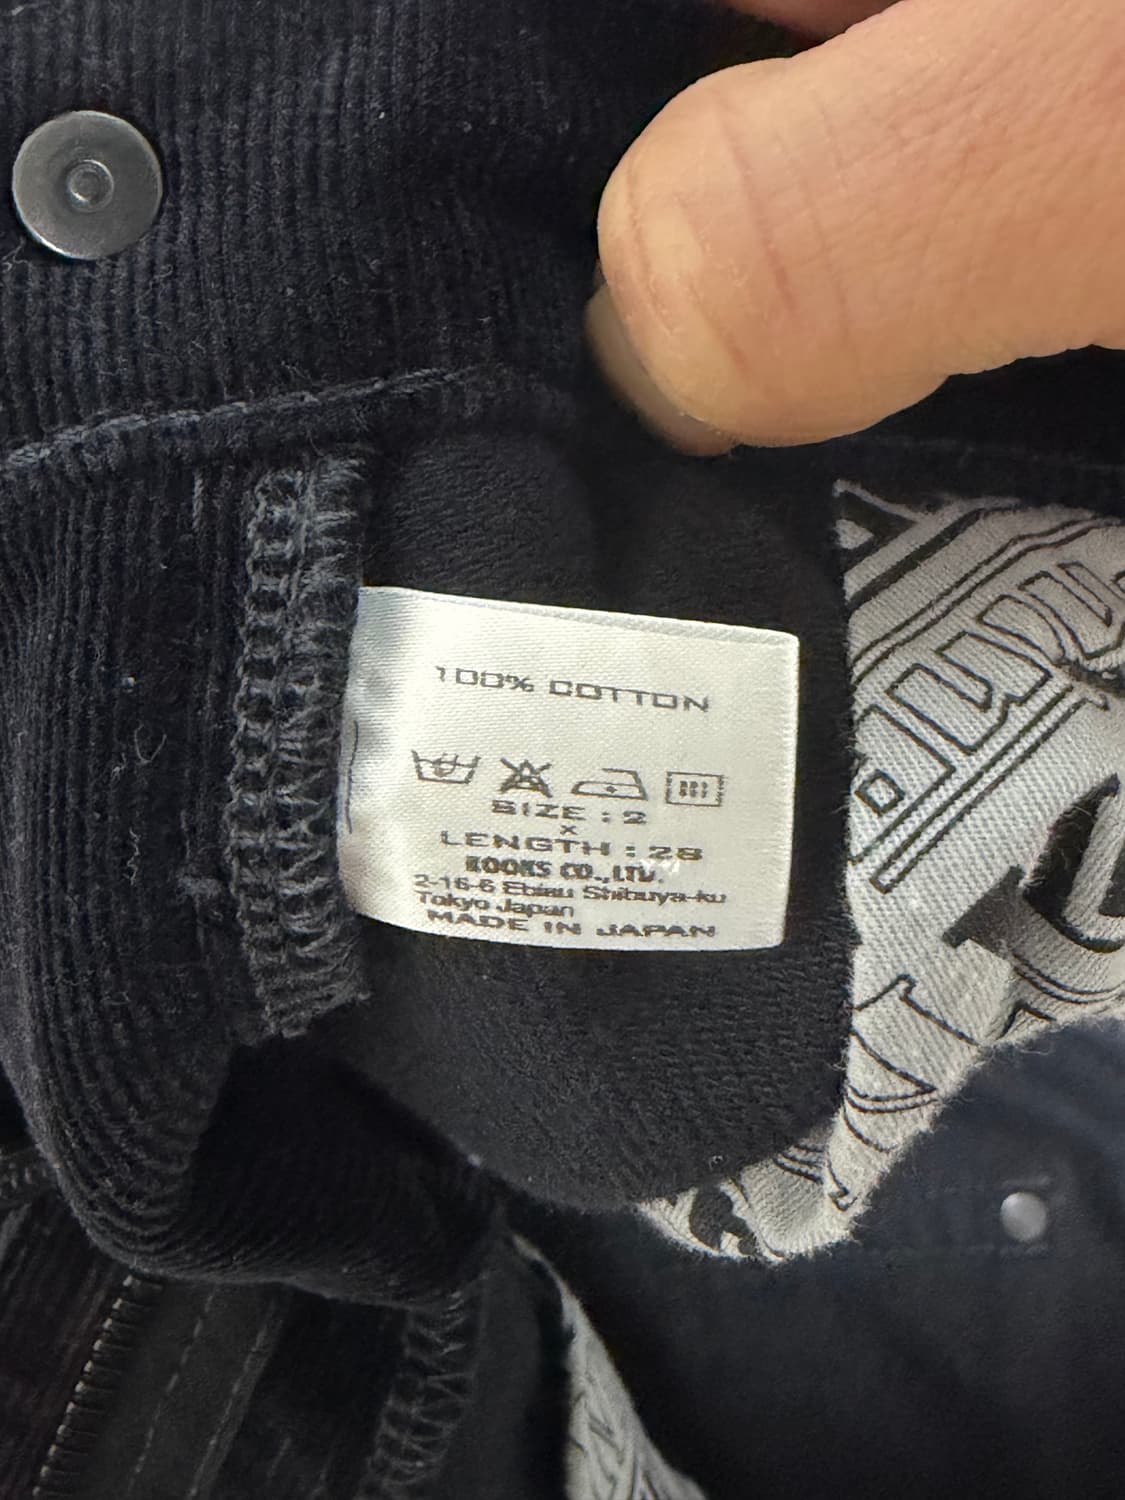 100% COTTON
SIZE : 2
x
LENGTH : 28
KOOKS CO.,LTD.
2-16-6 Ebisu Shibuya-ku
Tokyo Japan
MADE IN JAPAN